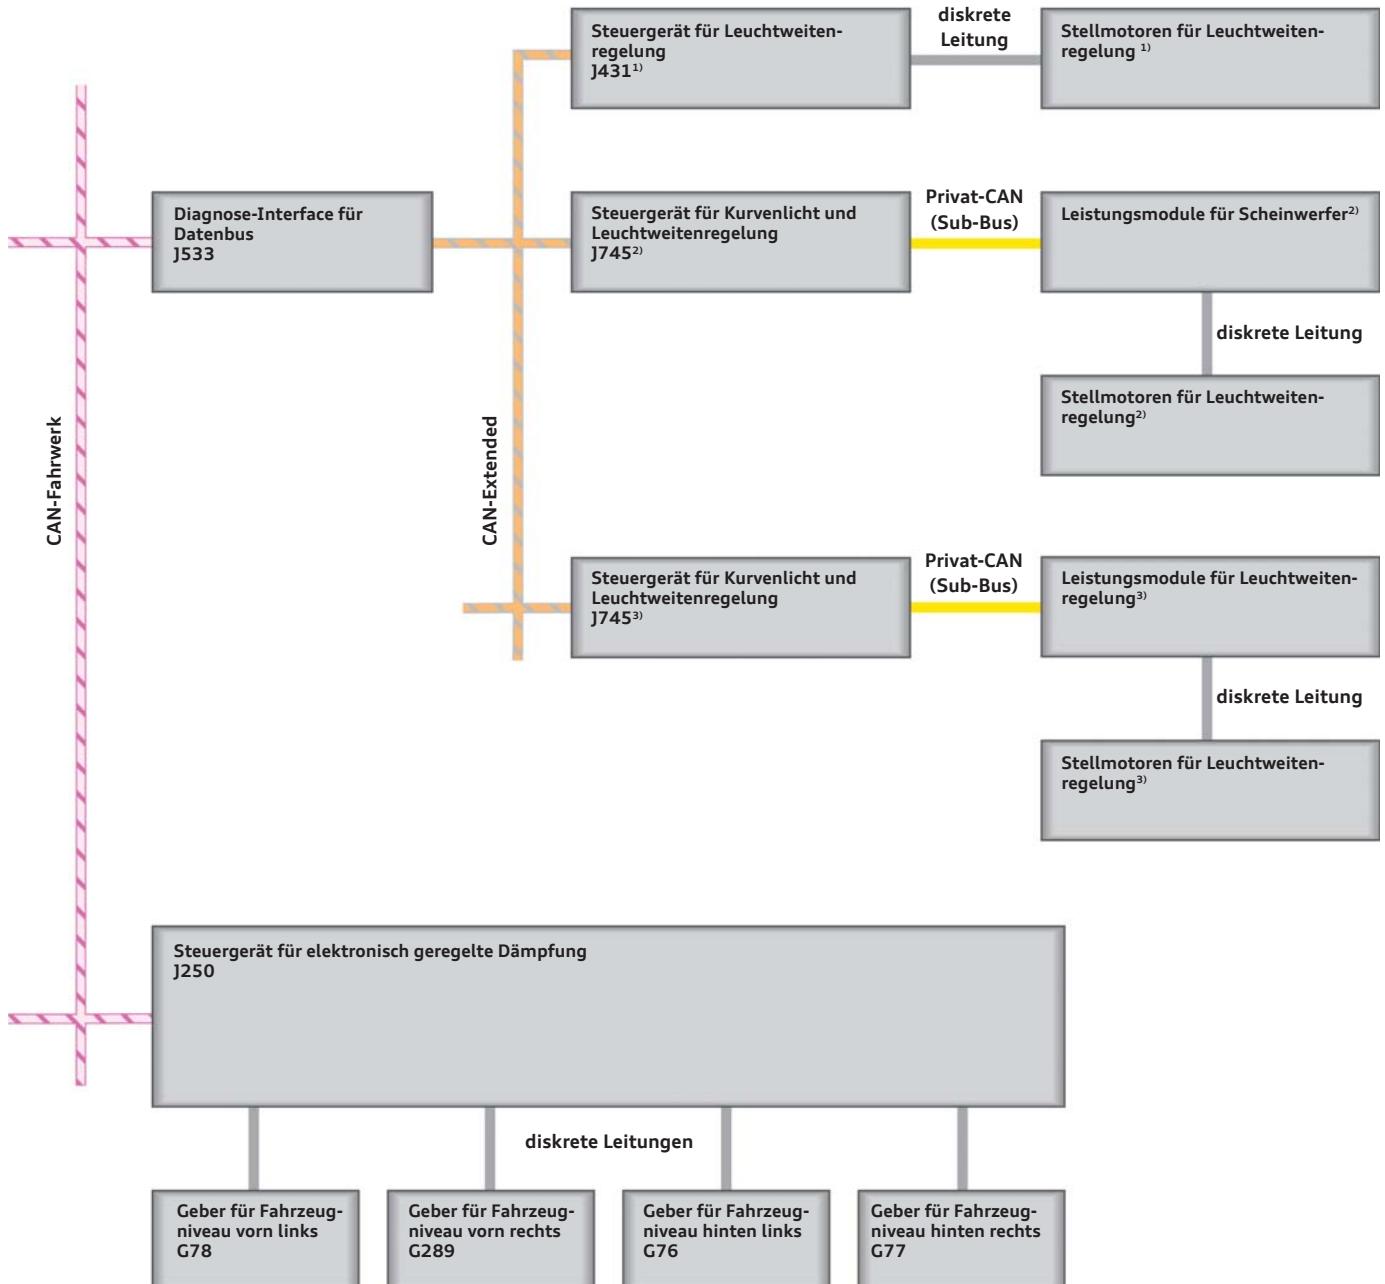 Steuergerät für Leuchtweiten-
regelung
J431¹⁾
diskrete
Leitung
Stellmotoren für Leuchtweiten-
regelung ¹⁾
Diagnose-Interface für
Datenbus
J533
Steuergerät für Kurvenlicht und
Leuchtweitenregelung
J745²⁾
Privat-CAN
(Sub-Bus)
Leistungsmodule für Scheinwerfer²⁾
diskrete Leitung
Stellmotoren für Leuchtweiten-
regelung²⁾
CAN-Fahrwerk
CAN-Extended
Steuergerät für Kurvenlicht und
Leuchtweitenregelung
J745³⁾
Privat-CAN
(Sub-Bus)
Leistungsmodule für Leuchtweiten-
regelung³⁾
diskrete Leitung
Stellmotoren für Leuchtweiten-
regelung³⁾
Steuergerät für elektronisch geregelte Dämpfung
J250
diskrete Leitungen
Geber für Fahrzeug-
niveau vorn links
G78
Geber für Fahrzeug-
niveau vorn rechts
G289
Geber für Fahrzeug-
niveau hinten links
G76
Geber für Fahrzeug-
niveau hinten rechts
G77